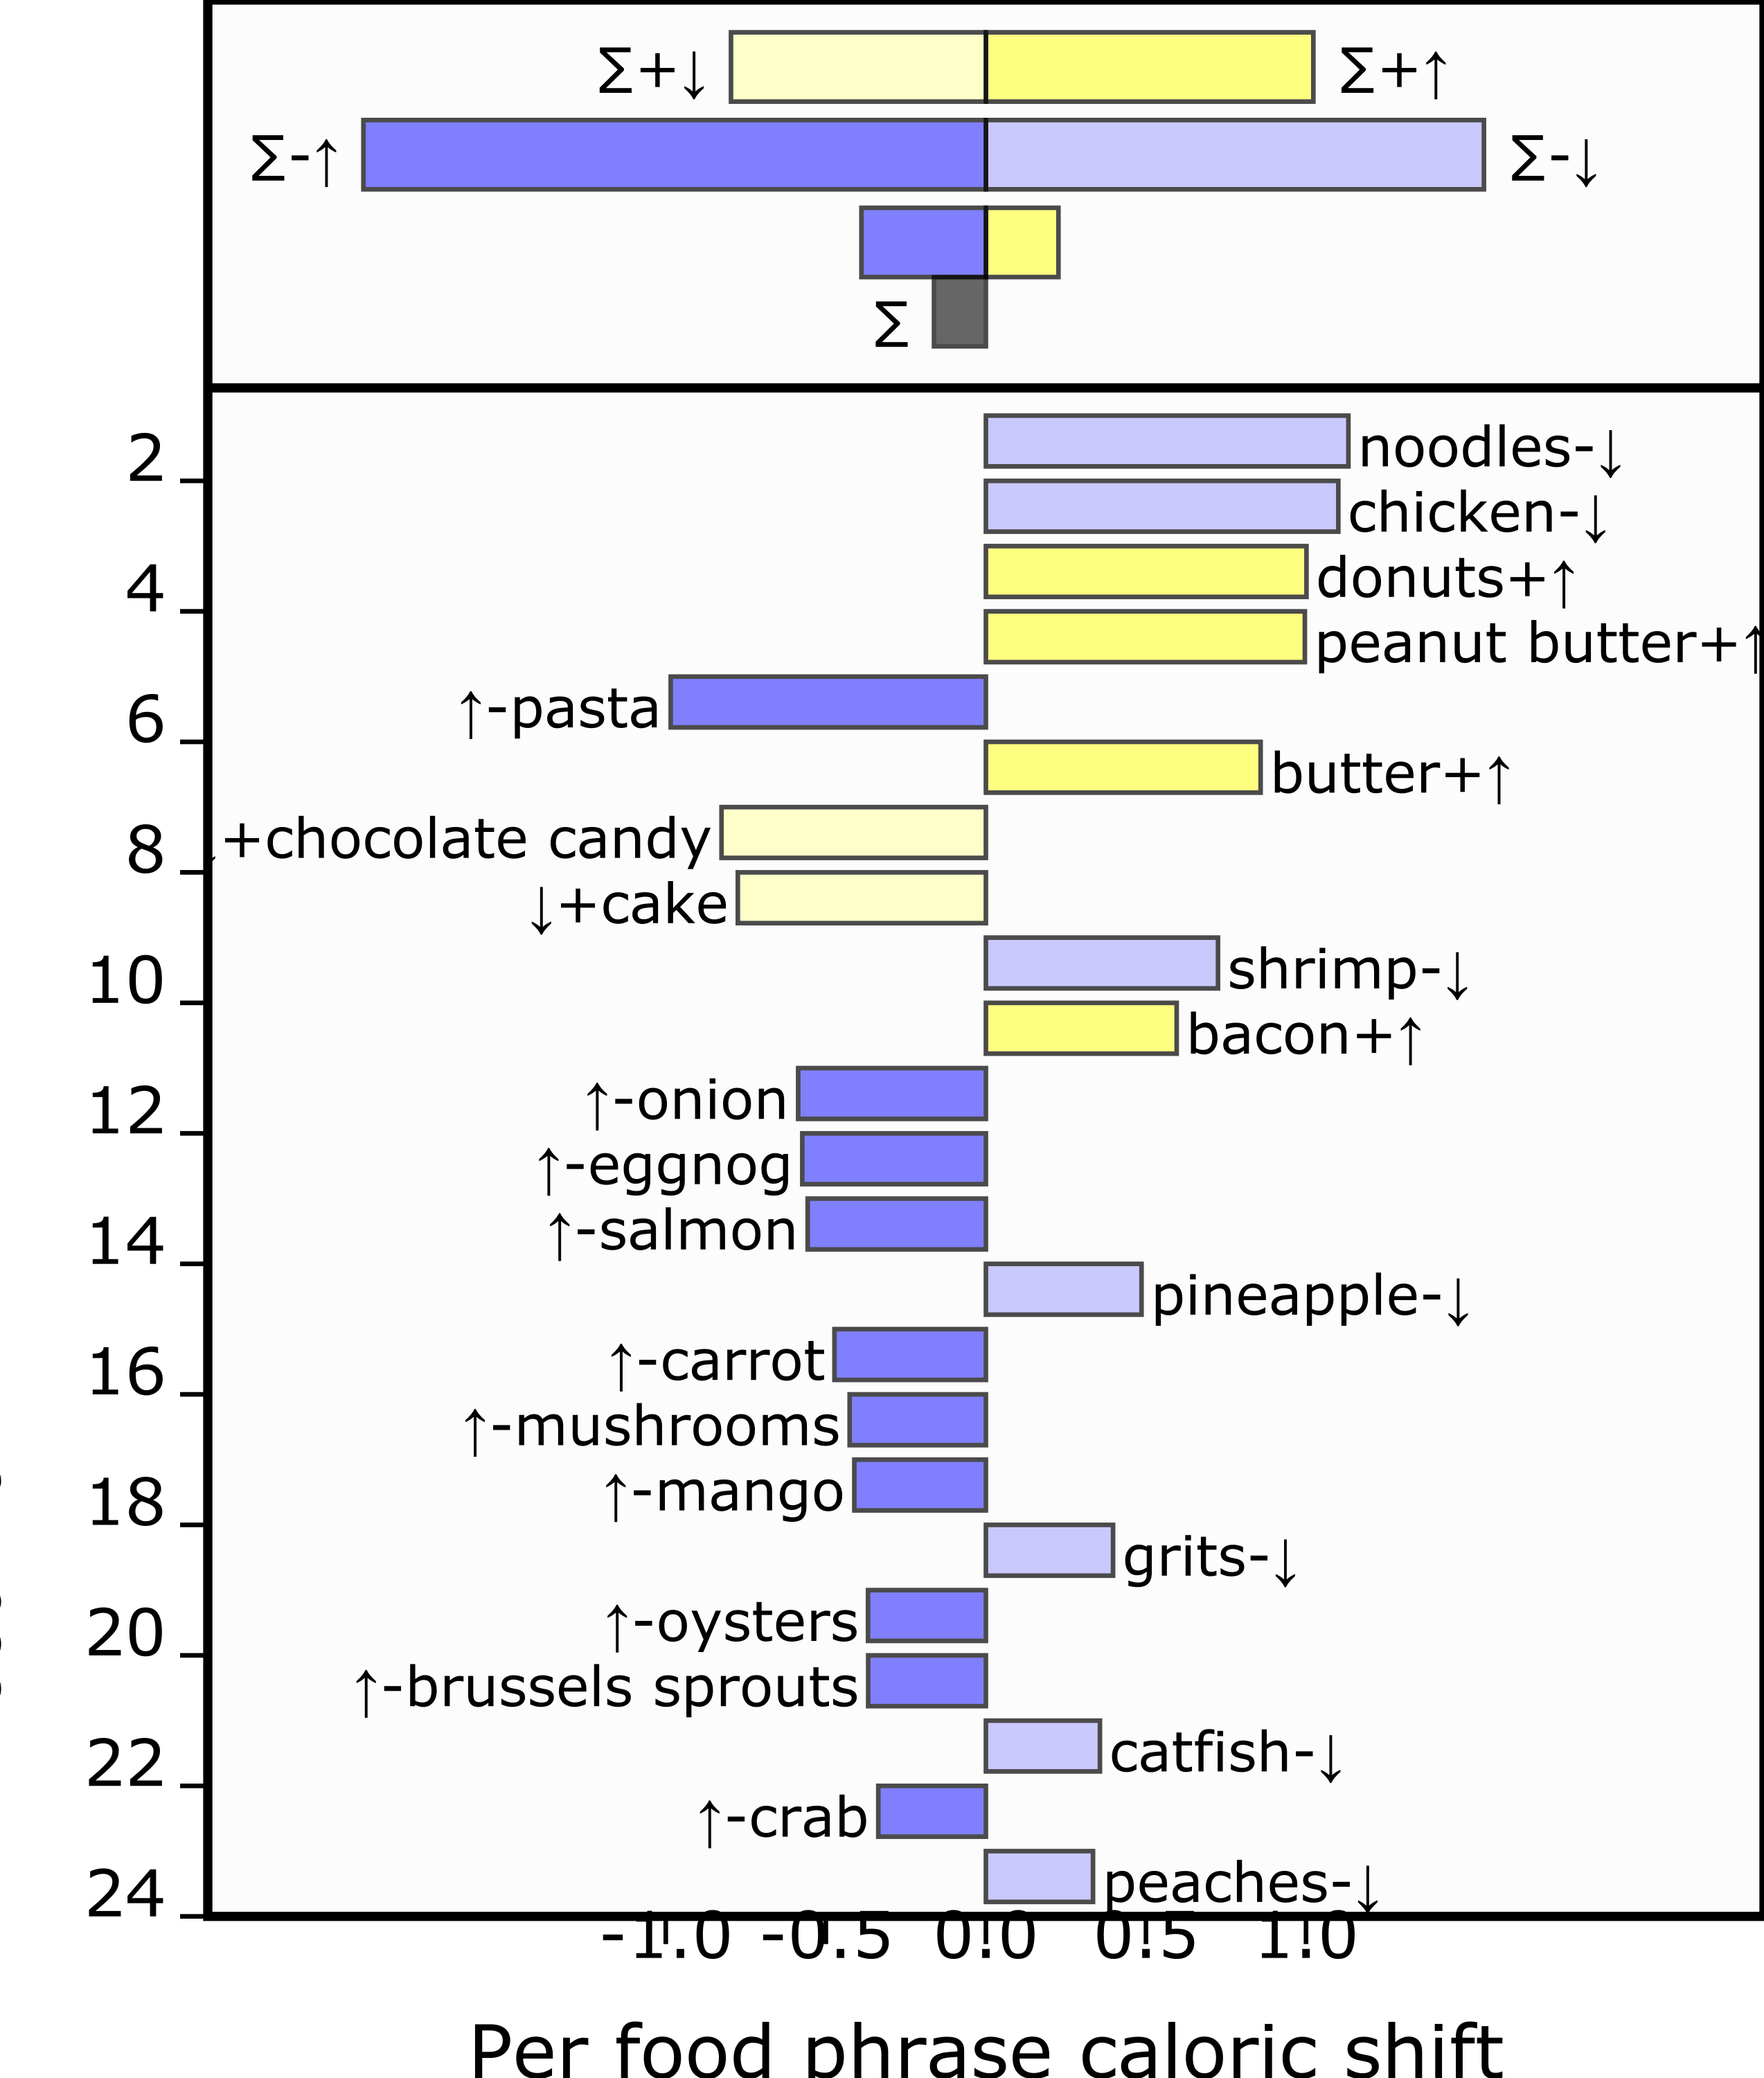 ∑+↓ ∑+↑
∑-↑ ∑-↓
∑
noodles-↓
2
chicken-↓
donuts+↑
4
peanut butter+↑
↑-pasta
6
butter+↑
+chocolate candy
8
↓+cake
shrimp-↓
10
bacon+↑
↑-onion
12
↑-eggnog
↑-salmon
14
pineapple-↓
↑-carrot
16
↑-mushrooms
↑-mango
18
grits-↓
↑-oysters
20
↑-brussels sprouts
catfish-↓
22
↑-crab
peaches-↓
24
-1.0 -0.5 0.0 0.5 1.0
Per food phrase caloric shift